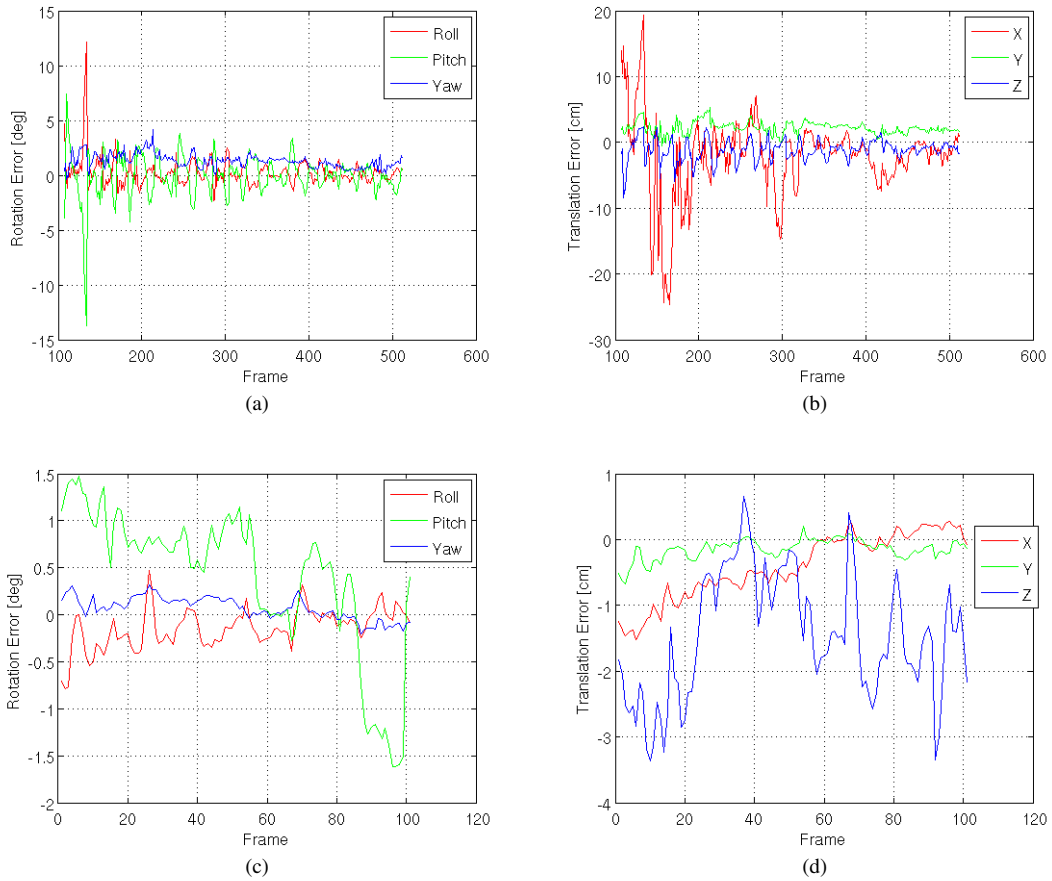 15
10
5
0
-5
-10
-15
Rotation Error [deg]
100 200 300 400 500 600
Frame
Roll
Pitch
Yaw
(a)
20
10
0
-10
-20
-30
Translation Error [cm]
100 200 300 400 500 600
Frame
X
Y
Z
(b)
1.5
1
0.5
0
-0.5
-1
-1.5
-2
Rotation Error [deg]
0 20 40 60 80 100 120
Frame
Roll
Pitch
Yaw
(c)
1
0
-1
-2
-3
-4
Translation Error [cm]
0 20 40 60 80 100 120
Frame
X
Y
Z
(d)